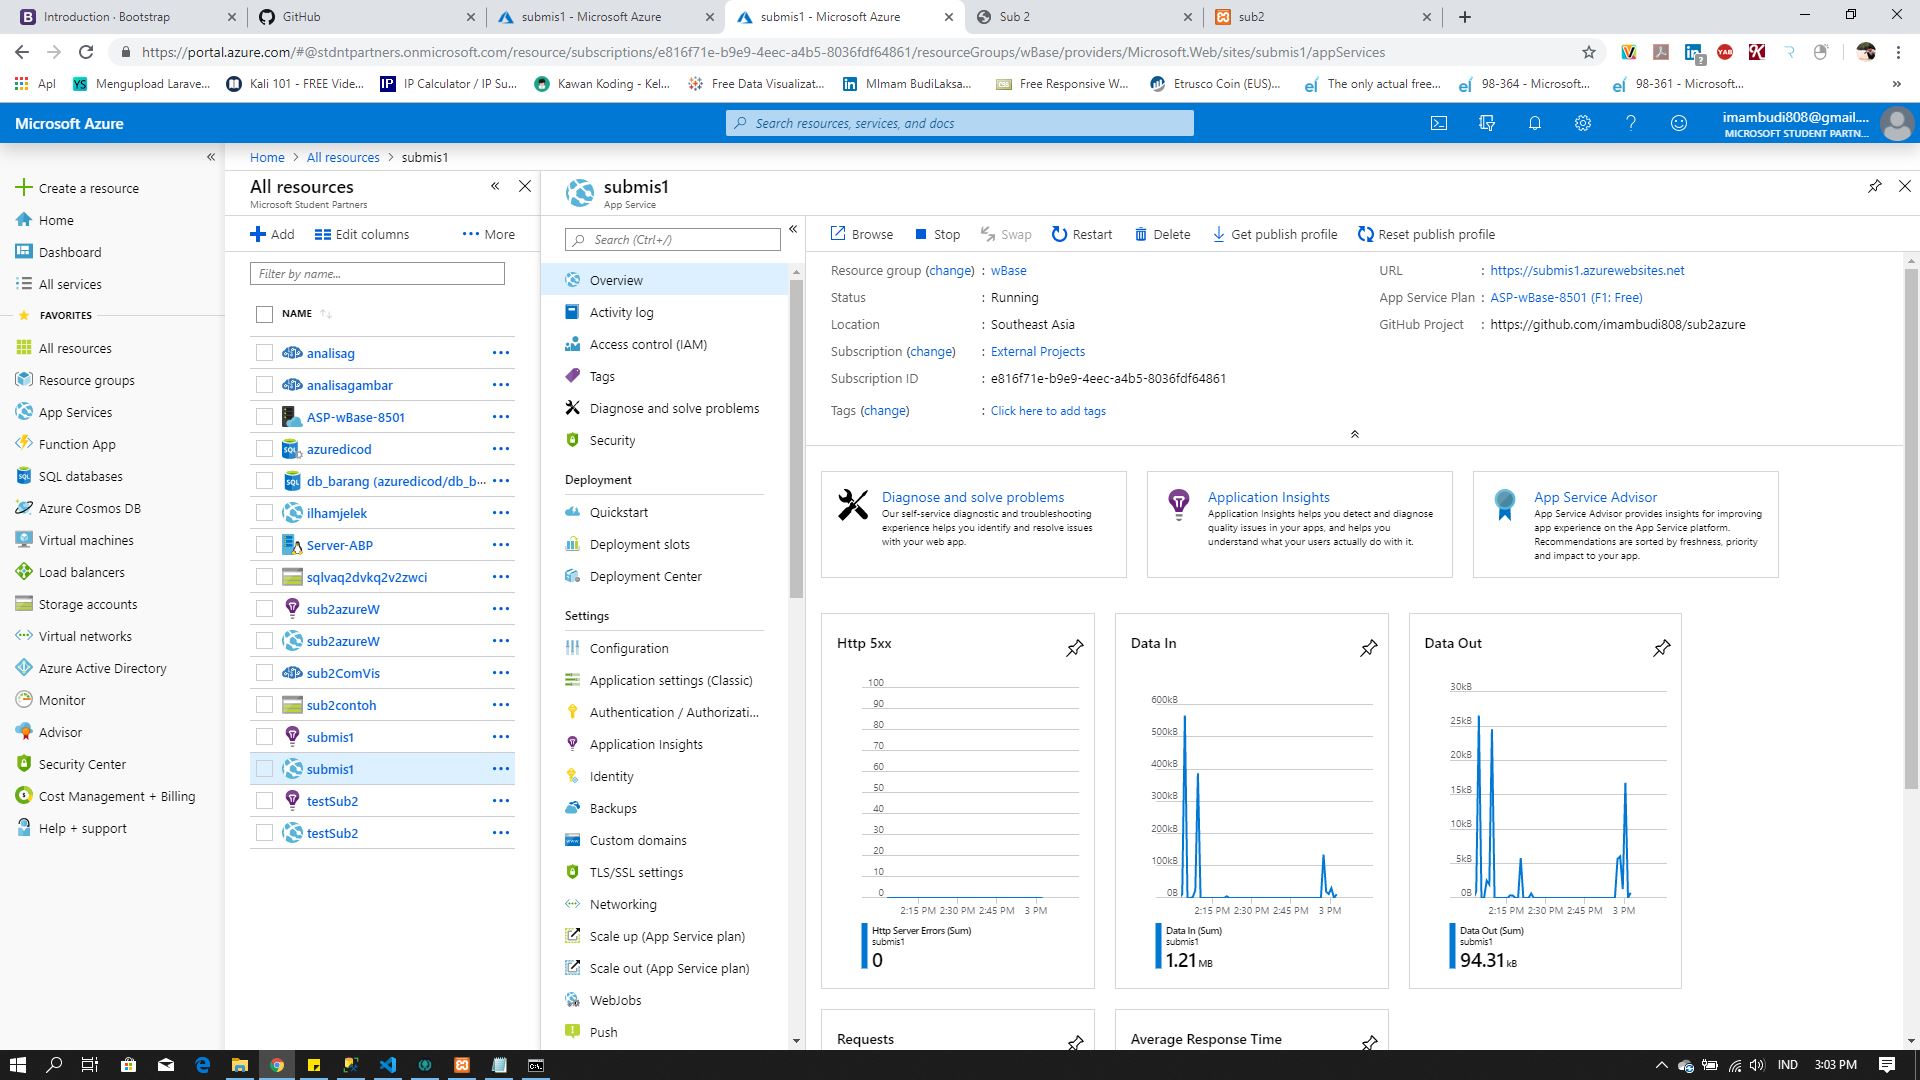 Introduction · Bootstrap
GitHub
submis1 - Microsoft Azure
submis1 - Microsoft Azure
Sub 2
sub2
https://portal.azure.com/#@stdntpartners.onmicrosoft.com/resource/subscriptions/e816f71e-b9e9-4eec-a4b5-8036fdf64861/resourceGroups/wBase/providers/Microsoft.Web/sites/submis1/appServices
Apl
Mengupload Larave...
Kali 101 - FREE Vide...
IP Calculator / IP Su...
Kawan Koding - Kel...
Free Data Visualizat...
MImam BudiLaksa...
Free Responsive W...
Etrusco Coin (EUS)...
The only actual free...
98-364 - Microsoft...
98-361 - Microsoft...
Microsoft Azure
Search resources, services, and docs
imambudi808@gmail....
MICROSOFT STUDENT PARTN...
Create a resource
Home
Dashboard
All services
FAVORITES
All resources
Resource groups
App Services
Function App
SQL databases
Azure Cosmos DB
Virtual machines
Load balancers
Storage accounts
Virtual networks
Azure Active Directory
Monitor
Advisor
Security Center
Cost Management + Billing
Help + support
Home > All resources > submis1
All resources
Microsoft Student Partners
Add
Edit columns
More
Filter by name...
NAME
analisag
analisagambar
ASP-wBase-8501
azuredicod
db_barang (azuredicod/db_b...
ilhamjelek
Server-ABP
sqlvaq2dvkq2v2zwci
sub2azureW
sub2azureW
sub2ComVis
sub2contoh
submis1
submis1
testSub2
testSub2
submis1
App Service
Search (Ctrl+/)
Overview
Activity log
Access control (IAM)
Tags
Diagnose and solve problems
Security
Deployment
Quickstart
Deployment slots
Deployment Center
Settings
Configuration
Application settings (Classic)
Authentication / Authorizati...
Application Insights
Identity
Backups
Custom domains
TLS/SSL settings
Networking
Scale up (App Service plan)
Scale out (App Service plan)
WebJobs
Push
Browse
Stop
Swap
Restart
Delete
Get publish profile
Reset publish profile
Resource group (change) : wBase
Status : Running
Location : Southeast Asia
Subscription (change) : External Projects
Subscription ID : e816f71e-b9e9-4eec-a4b5-8036fdf64861
Tags (change) : Click here to add tags
URL : https://submis1.azurewebsites.net
App Service Plan : ASP-wBase-8501 (F1: Free)
GitHub Project : https://github.com/imambudi808/sub2azure
Diagnose and solve problems
Our self-service diagnostic and troubleshooting
experience helps you identify and resolve issues
with your web app.
Application Insights
Application Insights helps you detect and diagnose
quality issues in your apps, and helps you
understand what your users actually do with it.
App Service Advisor
App Service Advisor provides insights for improving
app experience on the App Service platform.
Recommendations are sorted by freshness, priority
and impact to your app.
Http 5xx
100
90
80
70
60
50
40
30
20
10
0
2:15 PM 2:30 PM 2:45 PM 3 PM
Http Server Errors (Sum)
submis1
0
Data In
600kB
500kB
400kB
300kB
200kB
100kB
0B
2:15 PM 2:30 PM 2:45 PM 3 PM
Data In (Sum)
submis1
1.21 MB
Data Out
30kB
25kB
20kB
15kB
10kB
5kB
0B
2:15 PM 2:30 PM 2:45 PM 3 PM
Data Out (Sum)
submis1
94.31 kB
Requests
Average Response Time
IND
3:03 PM